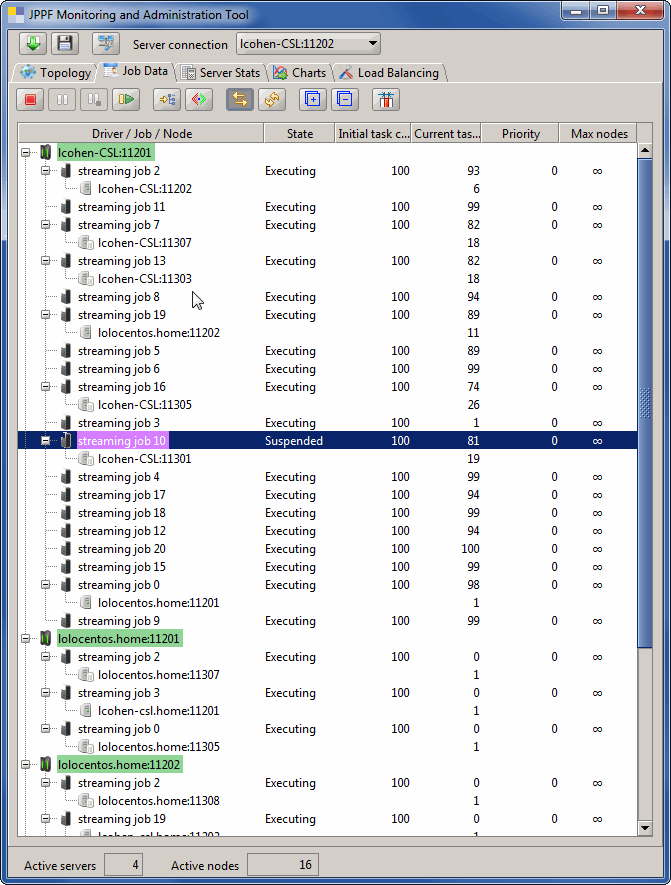 JPPF Monitoring and Administration Tool
Server connection lcohen-CSL:11202
Topology Job Data Server Stats Charts Load Balancing
Driver / Job / Node State Initial task c... Current tas... Priority Max nodes
lcohen-CSL:11201
streaming job 2 Executing 100 93 0 ∞
lcohen-CSL:11202 6
streaming job 11 Executing 100 99 0 ∞
streaming job 7 Executing 100 82 0 ∞
lcohen-CSL:11307 18
streaming job 13 Executing 100 82 0 ∞
lcohen-CSL:11303 18
streaming job 8 Executing 100 94 0 ∞
streaming job 19 Executing 100 89 0 ∞
lolocentos.home:11202 11
streaming job 5 Executing 100 89 0 ∞
streaming job 6 Executing 100 99 0 ∞
streaming job 16 Executing 100 74 0 ∞
lcohen-CSL:11305 26
streaming job 3 Executing 100 1 0 ∞
streaming job 10 Suspended 100 81 0 ∞
lcohen-CSL:11301 19
streaming job 4 Executing 100 99 0 ∞
streaming job 17 Executing 100 94 0 ∞
streaming job 18 Executing 100 99 0 ∞
streaming job 12 Executing 100 94 0 ∞
streaming job 20 Executing 100 100 0 ∞
streaming job 15 Executing 100 99 0 ∞
streaming job 0 Executing 100 98 0 ∞
lolocentos.home:11201 1
streaming job 9 Executing 100 99 0 ∞
lolocentos.home:11201
streaming job 2 Executing 100 0 0 ∞
lolocentos.home:11307 1
streaming job 3 Executing 100 0 0 ∞
lcohen-csl.home:11201 1
streaming job 0 Executing 100 0 0 ∞
lolocentos.home:11305 1
lolocentos.home:11202
streaming job 2 Executing 100 0 0 ∞
lolocentos.home:11308 1
streaming job 19 Executing 100 0 0 ∞
Active servers 4 Active nodes 16